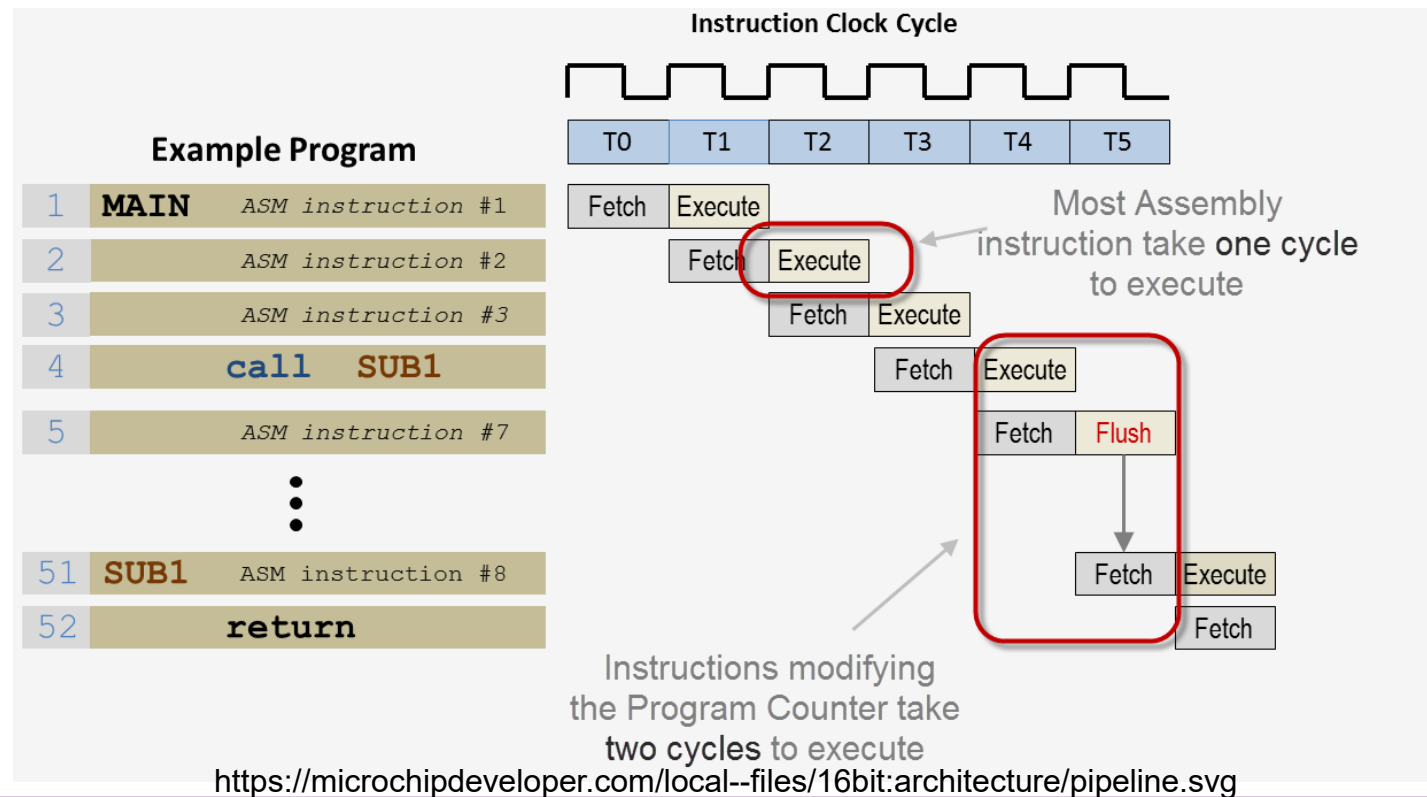 Instruction Clock Cycle
T0 T1 T2 T3 T4 T5
Example Program
1 MAIN ASM instruction #1 Fetch Execute
Most Assembly
instruction take one cycle
to execute
2 ASM instruction #2 Fetch Execute
3 ASM instruction #3 Fetch Execute
4 call SUB1 Fetch Execute
5 ASM instruction #7 Fetch Flush
51 SUB1 ASM instruction #8 Fetch Execute
52 return Fetch
Instructions modifying
the Program Counter take
two cycles to execute
https://microchipdeveloper.com/local--files/16bit:architecture/pipeline.svg